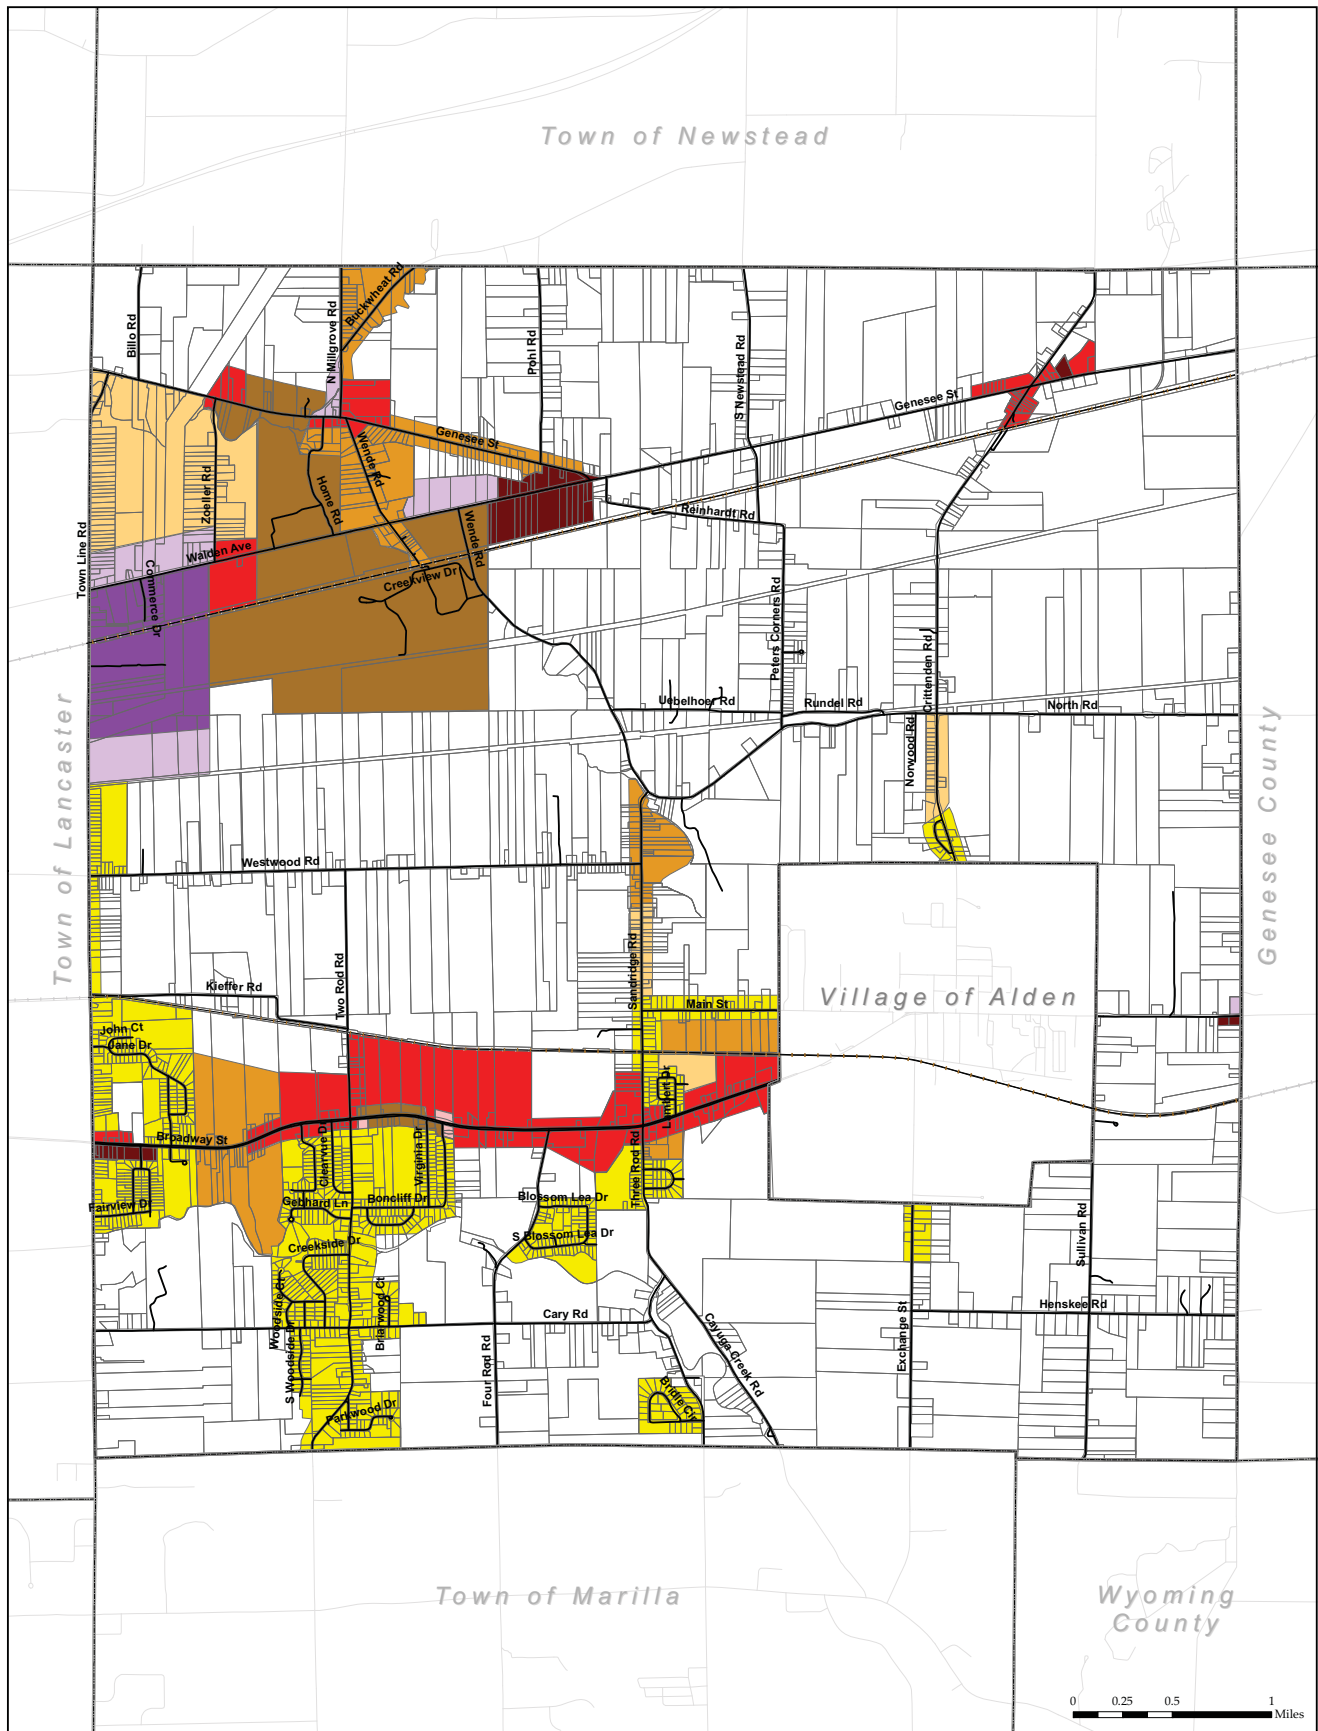 Town of Newstead
Billo Rd
N Millgrove Rd
Buckwheat Rd
Pohl Rd
S Newstead Rd
Genesee St
Genesee St
Wende Rd
Zoeller Rd
Home Rd
Reinhardt Rd
Town Line Rd
Walden Ave
Wende Rd
Commerce Dr
Creekview Dr
Peters Corners Rd
Crittenden Rd
Uebelhoer Rd
Rundel Rd
North Rd
Norwood Rd
Town of Lancaster
Genesee County
Westwood Rd
Sandridge Rd
Two Rod Rd
Kieffer Rd
Main St
Village of Alden
John Ct
Jane Dr
Lambert Dr
Broadway St
Clearvue Dr
Virginia Dr
Three Rod Rd
Fairview Dr
Gebhard Ln
Boncliff Dr
Blossom Lea Dr
S Blossom Lea Dr
Creekside Dr
Sullivan Rd
Woodside Ct
Briarwood Ct
Cary Rd
Henskee Rd
Exchange St
S Woodside Dr
Four Rod Rd
Cayuga Creek Rd
Bridle Cir
Parkwood Dr
Town of Marilla
Wyoming
County
0 0.25 0.5 1
Miles